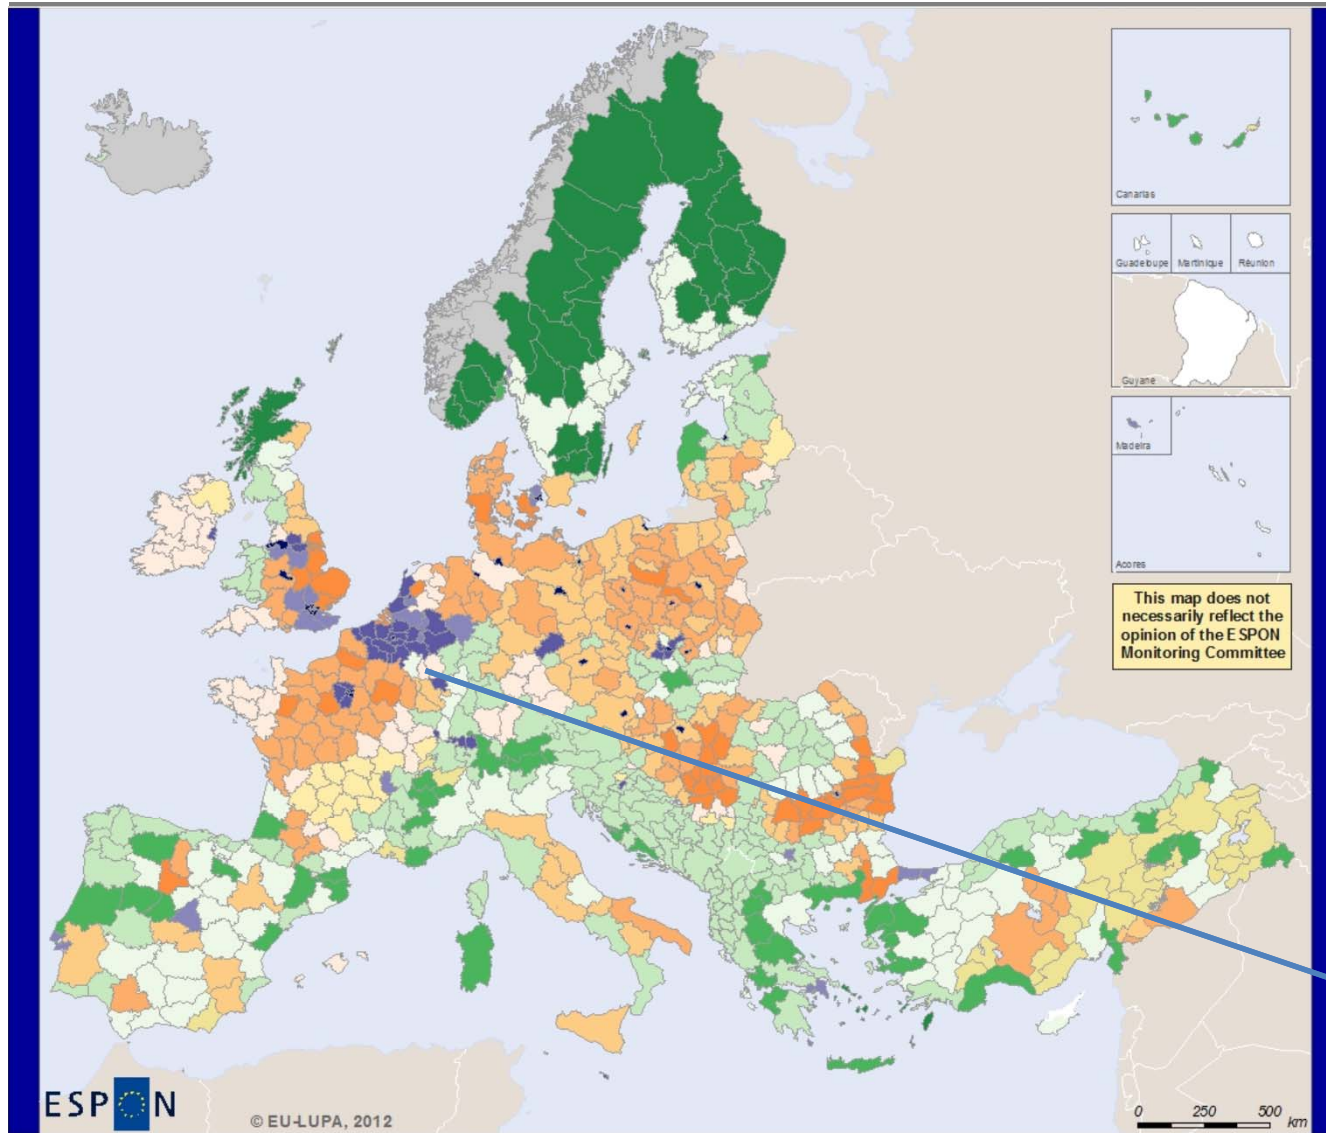 Canarias
Guadeloupe Martinique Réunion
Guyane
Madeira
Acores
This map does not
necessarily reflect the
opinion of the ESPON
Monitoring Committee
ESPON
© EU-LUPA, 2012
0 250 500
km